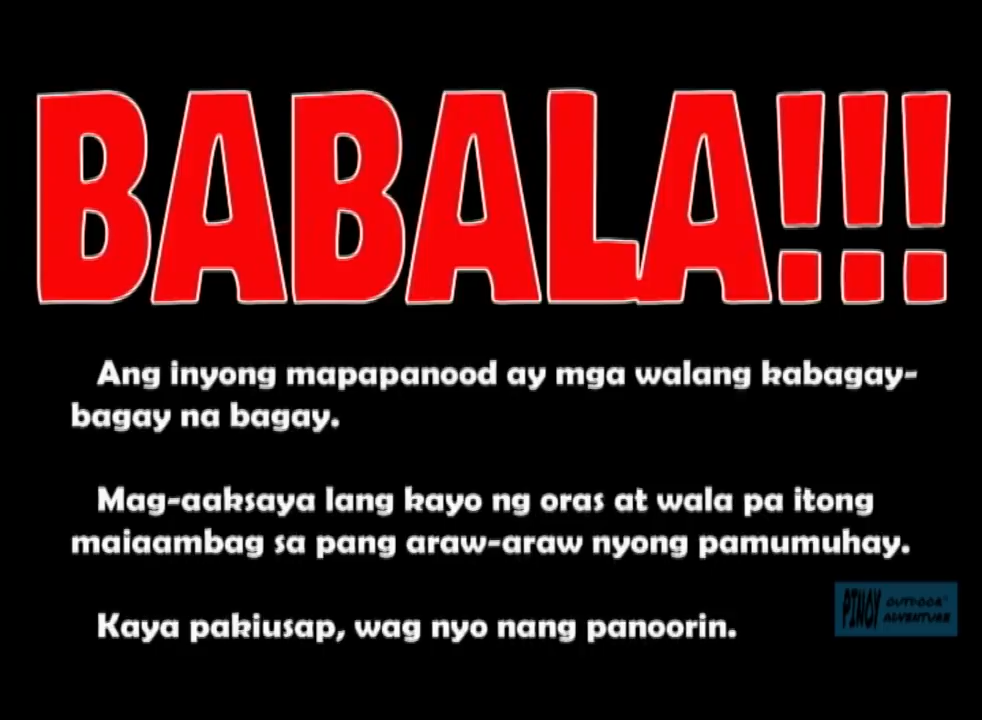 BABALA!!!
Ang inyong mapapanood ay mga walang kabagay-
bagay na bagay.
Mag-aaksaya lang kayo ng oras at wala pa itong
maiaambag sa pang araw-araw nyong pamumuhay.
Kaya pakiusap, wag nyo nang panoorin.
PINOY OUTDOOR
ADVENTURE